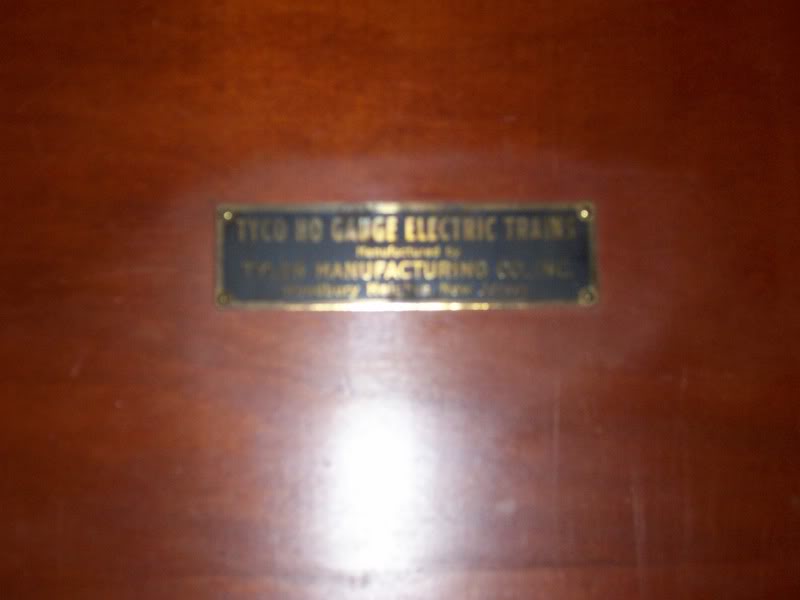 TYCO HO GAUGE ELECTRIC TRAINS
Manufactured by
TYLER MANUFACTURING CO. INC.
Woodbury Heights New Jersey